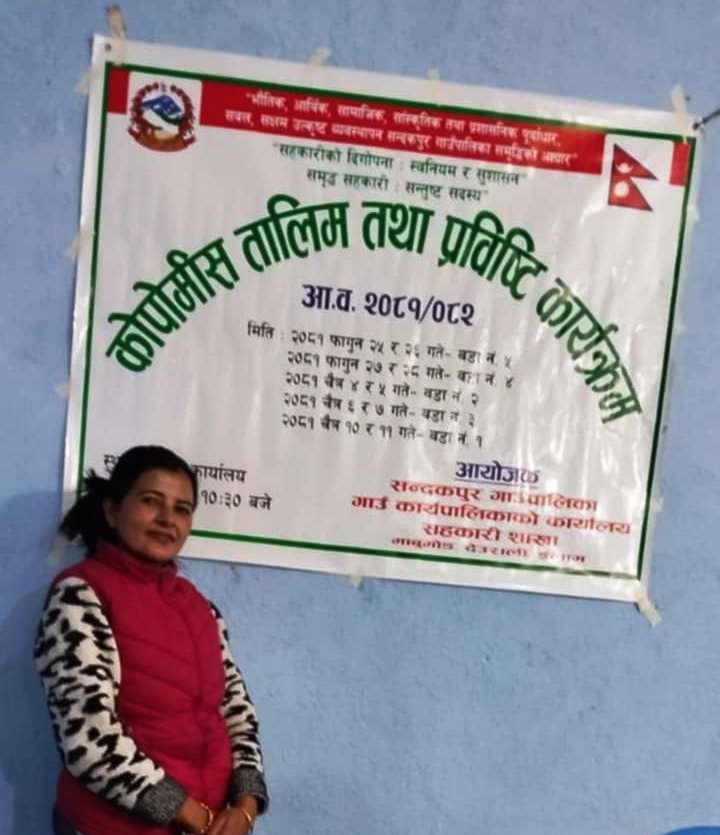 "भौतिक, आर्थिक, सामाजिक, सांस्कृतिक तथा प्रशासनिक पूर्वाधार,
सवल, सक्षम उत्कृष्ट व्यवस्थापन सन्दकपुर गाउँपालिका समृद्धिको आधार"
"सहकारीको दिगोपना : स्वनियम र सुशासन"
समृद्ध सहकारी : सन्तुष्ट सदस्य"
कोपोमीस तालिम तथा प्रविष्टि कार्यक्रम
आ.व. २०८१/०८२
मिति : २०८१ फागुन २५ र २६ गते- वडा नं. ५
२०८१ फागुन २७ र २८ गते- वडा नं. ४
२०८१ चैत्र ४ र ५ गते- वडा नं. २
२०८१ चैत्र ६ र ७ गते- वडा नं. ३
२०८१ चैत्र १० र ११ गते- वडा नं. १
कार्यालय
१०:३० बजे
आयोजक
सन्दकपुर गाउँपालिका
गाउँ कार्यपालिकाको कार्यालय
सहकारी शाखा
माबुमोड देउराली इलाम